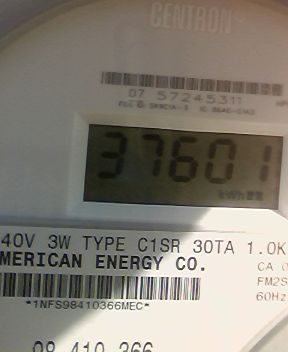 CENTRON
07 57245311
37601
kWh
40V 3W TYPE C1SR 30TA 1.0K
MERICAN ENERGY CO.
CA 0
FM2S
60Hz
*1NFS98410366MEC*
98 410 366